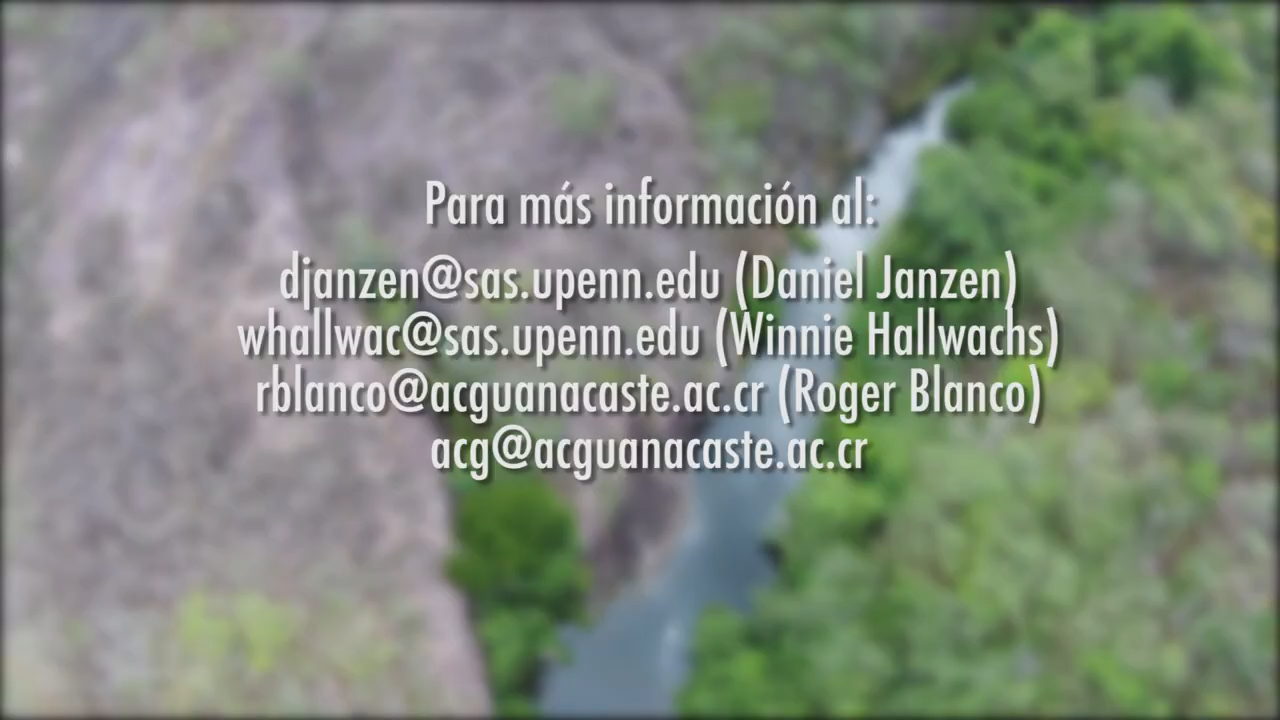 Para más información al:
djanzen@sas.upenn.edu (Daniel Janzen)
whallwac@sas.upenn.edu (Winnie Hallwachs)
rblanco@acguanacaste.ac.cr (Roger Blanco)
acg@acguanacaste.ac.cr